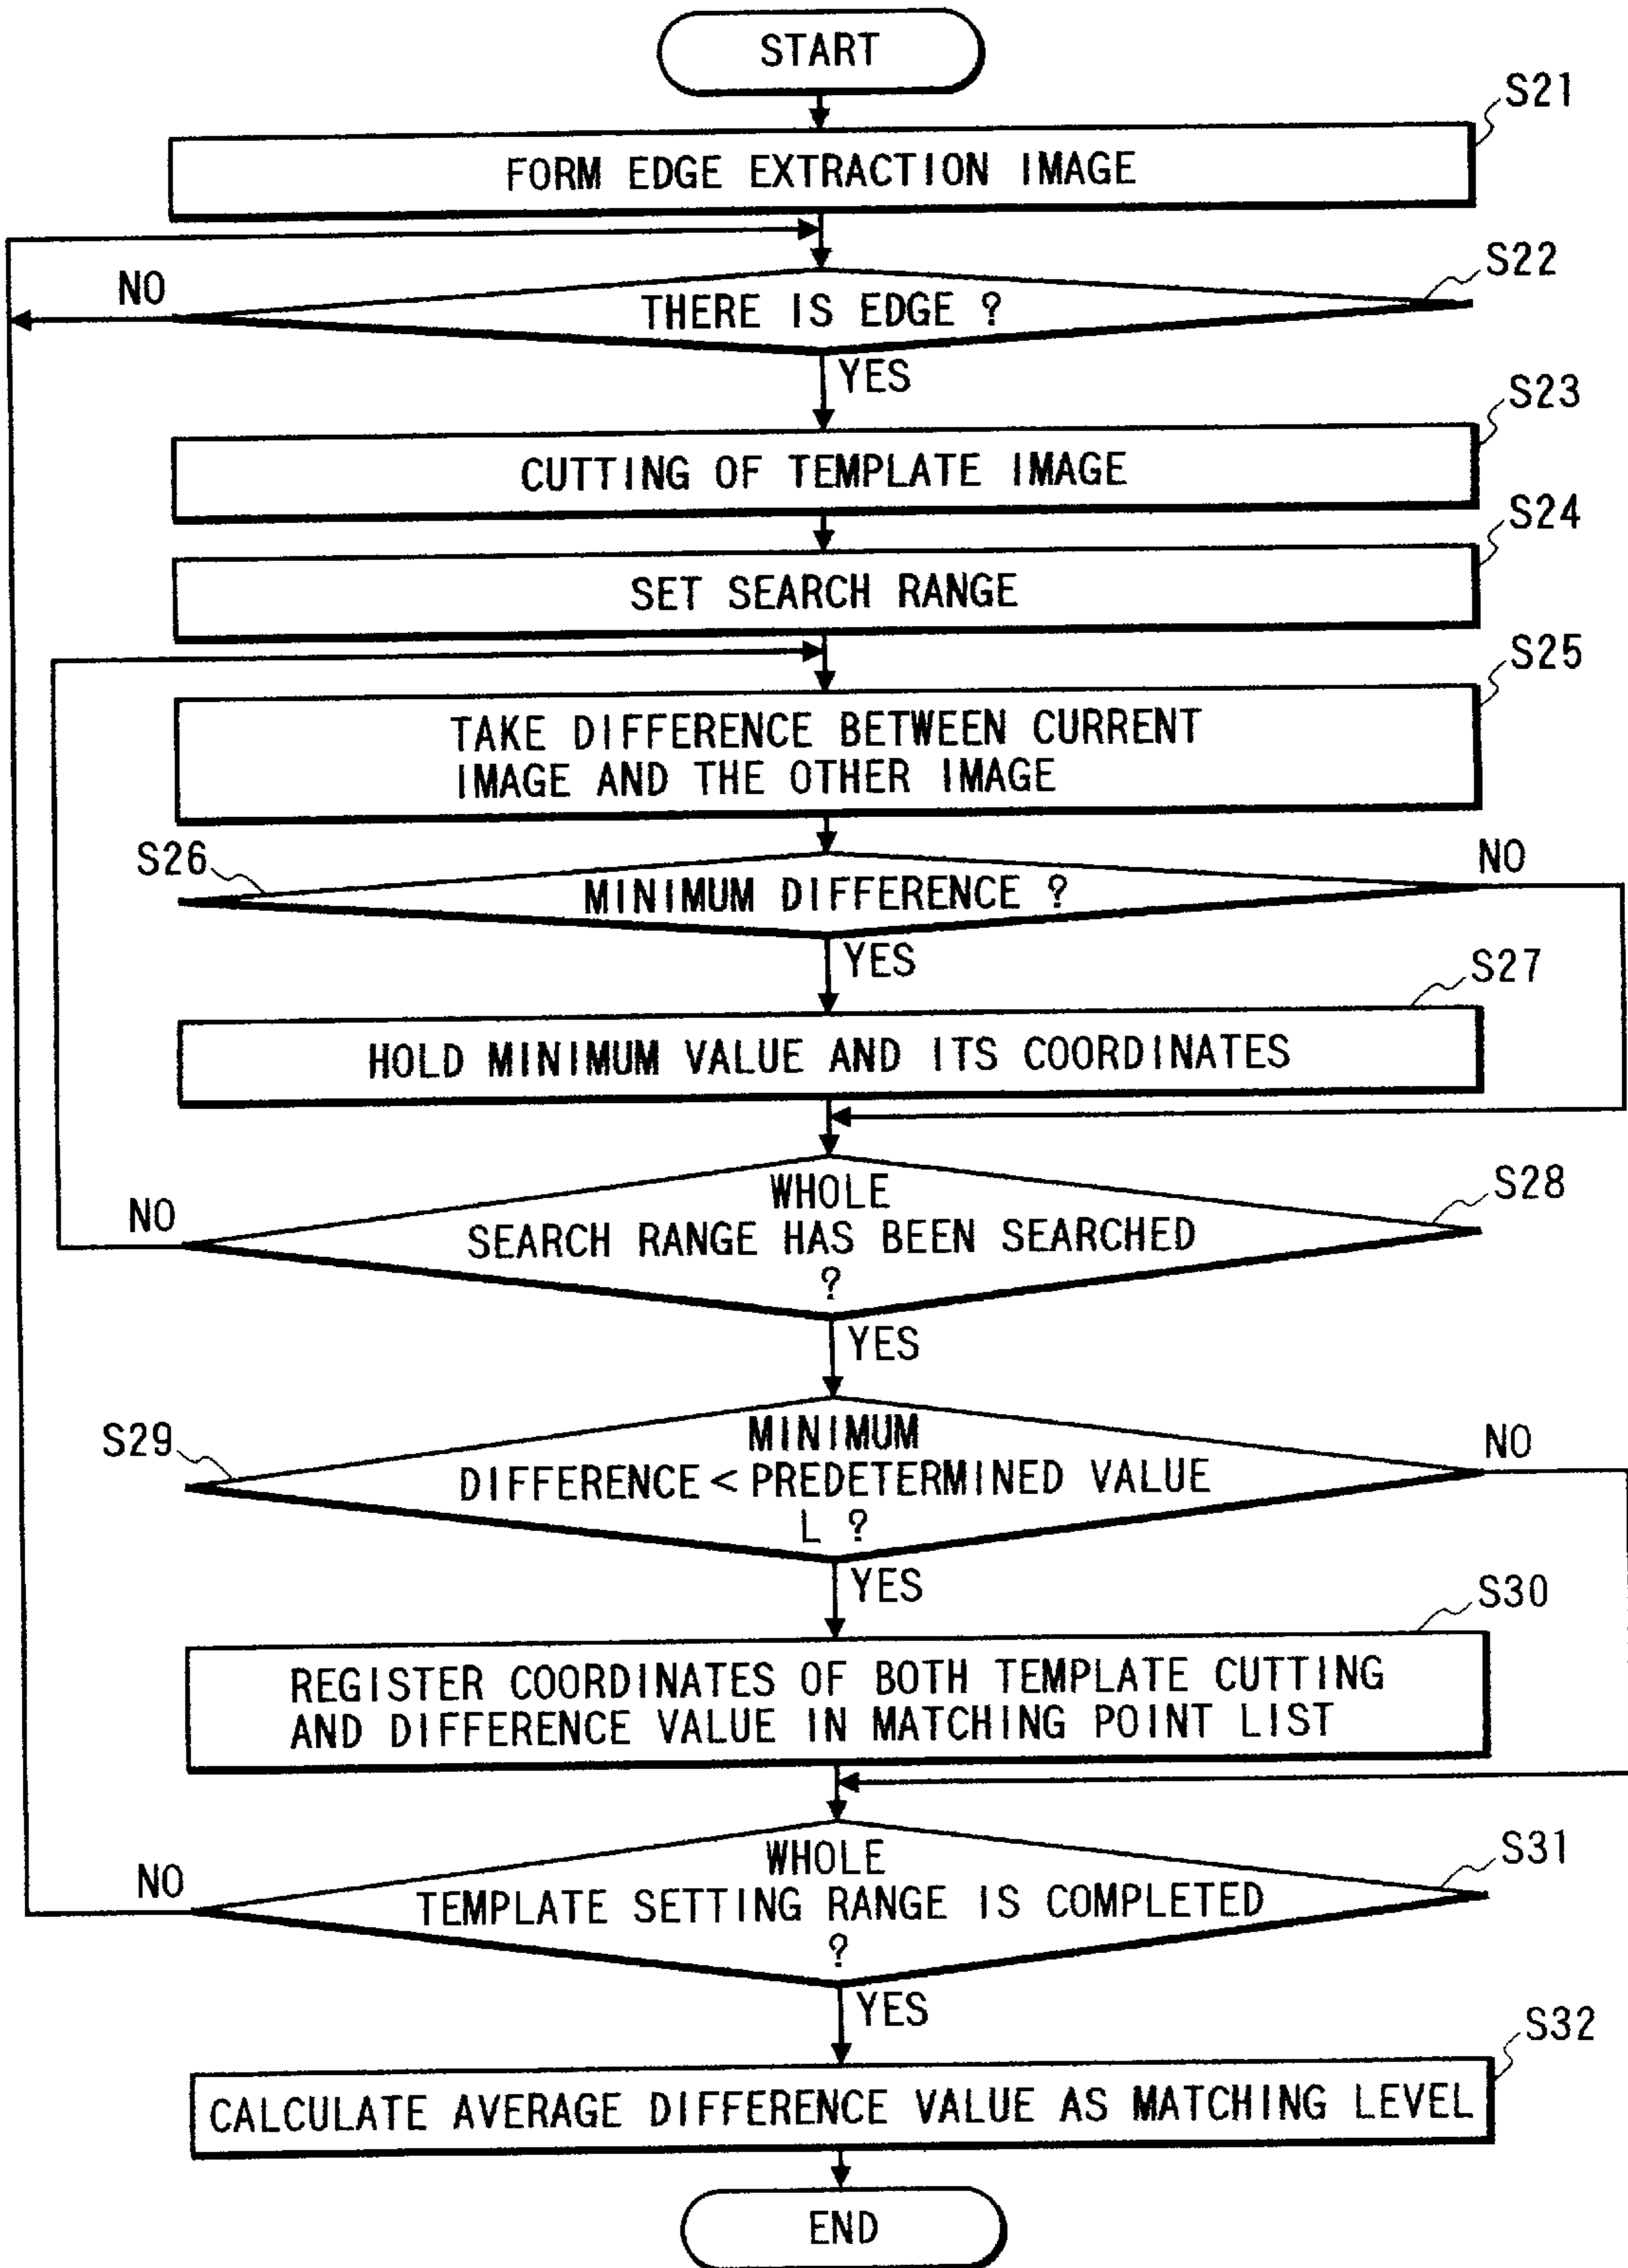 START
S21
FORM EDGE EXTRACTION IMAGE
S22
NO
THERE IS EDGE ?
YES
S23
CUTTING OF TEMPLATE IMAGE
S24
SET SEARCH RANGE
S25
TAKE DIFFERENCE BETWEEN CURRENT
IMAGE AND THE OTHER IMAGE
S26
NO
MINIMUM DIFFERENCE ?
YES
S27
HOLD MINIMUM VALUE AND ITS COORDINATES
WHOLE
S28
NO
SEARCH RANGE HAS BEEN SEARCHED
?
YES
S29
MINIMUM
NO
DIFFERENCE < PREDETERMINED VALUE
L ?
YES
S30
REGISTER COORDINATES OF BOTH TEMPLATE CUTTING
AND DIFFERENCE VALUE IN MATCHING POINT LIST
WHOLE
S31
NO
TEMPLATE SETTING RANGE IS COMPLETED
?
YES
S32
CALCULATE AVERAGE DIFFERENCE VALUE AS MATCHING LEVEL
END